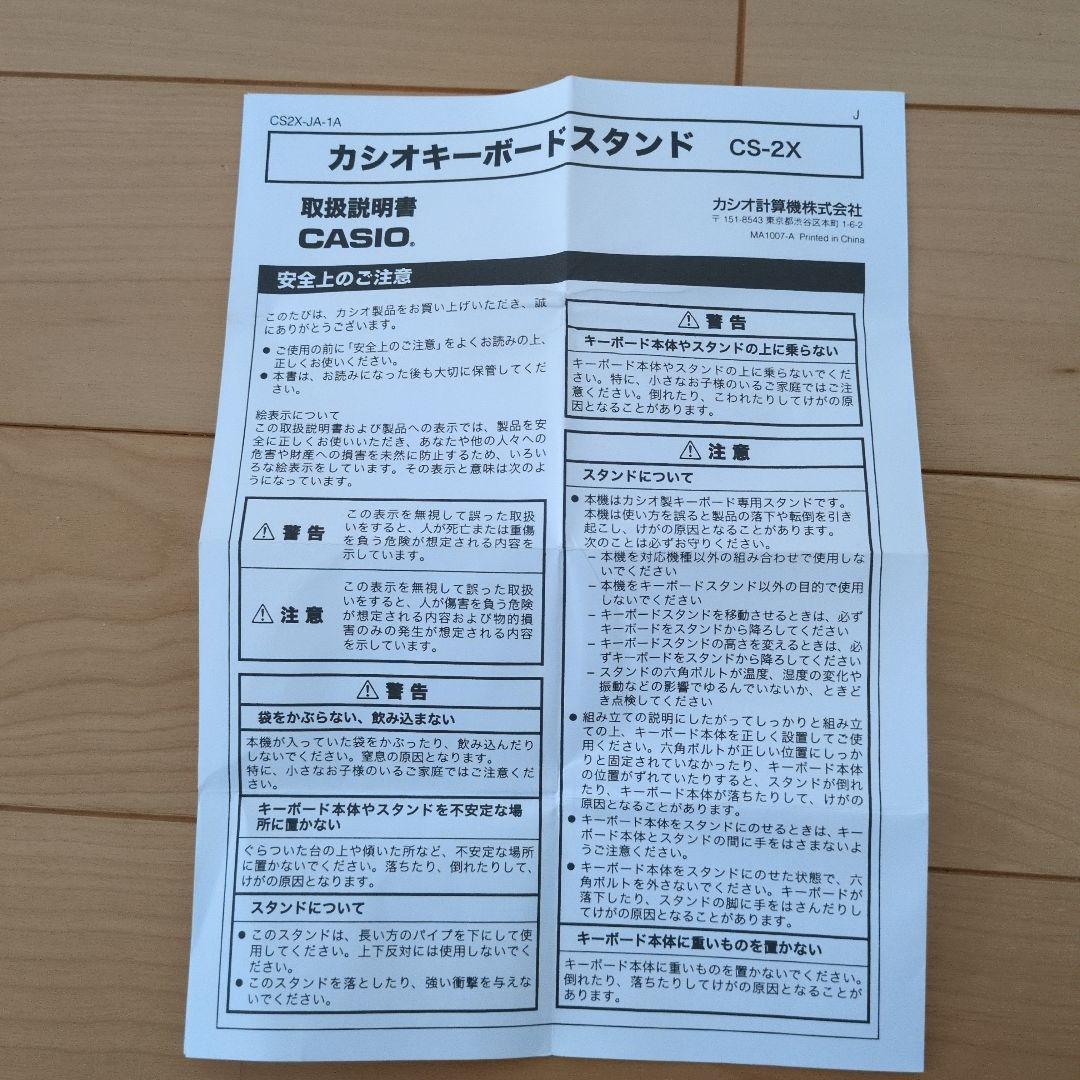 CS2X-JA-1A
J
カシオキーボードスタンド CS-2X
取扱説明書
CASIO®
カシオ計算機株式会社
〒 151-8543 東京都渋谷区本町 1-6-2
MA1007-A Printed in China
安全上のご注意
このたびは、カシオ製品をお買い上げいただき、誠
にありがとうございます。
● ご使用の前に「安全上のご注意」をよくお読みの上、
正しくお使いください。
● 本書は、お読みになった後も大切に保管してくだ
さい。
絵表示について
この取扱説明書および製品への表示では、製品を安
全に正しくお使いいただき、あなたや他の人々への
危害や財産への損害を未然に防止するため、いろい
ろな絵表示をしています。その表示と意味は次のよ
うになっています。
⚠ 警告
この表示を無視して誤った取扱
いをすると、人が死亡または重傷
を負う危険が想定される内容を
示しています。
⚠ 注意
この表示を無視して誤った取扱
いをすると、人が傷害を負う危険
が想定される内容および物的損
害のみの発生が想定される内容
を示しています。
⚠ 警告
袋をかぶらない、飲み込まない
本機が入っていた袋をかぶったり、飲み込んだり
しないでください。窒息の原因となります。
特に、小さなお子様のいるご家庭ではご注意くだ
さい。
キーボード本体やスタンドを不安定な場
所に置かない
ぐらついた台の上や傾いた所など、不安定な場所
に置かないでください。落ちたり、倒れたりして、
けがの原因となります。
スタンドについて
● このスタンドは、長い方のパイプを下にして使
用してください。上下反対には使用しないでく
ださい。
● このスタンドを落としたり、強い衝撃を与えな
いでください。
⚠ 警告
キーボード本体やスタンドの上に乗らない
キーボード本体やスタンドの上に乗らないでくだ
さい。特に、小さなお子様のいるご家庭ではご注
意ください。倒れたり、こわれたりしてけがの原
因となることがあります。
⚠ 注意
スタンドについて
● 本機はカシオ製キーボード専用スタンドです。
本機は使い方を誤ると製品の落下や転倒を引き
起こし、けがの原因となることがあります。
次のことは必ずお守りください。
– 本機を対応機種以外の組み合わせで使用しな
いでください
– 本機をキーボードスタンド以外の目的で使用
しないでください
– キーボードスタンドを移動させるときは、必ず
キーボードをスタンドから降ろしてください
– キーボードスタンドの高さを変えるときは、必
ずキーボードをスタンドから降ろしてください
– スタンドの六角ボルトが温度、湿度の変化や
振動などの影響でゆるんでいないか、ときど
き点検してください
● 組み立ての説明にしたがってしっかりと組み立
ての上、キーボード本体を正しく設置してご使
用ください。六角ボルトが正しい位置にしっか
りと固定されていなかったり、キーボード本体
の位置がずれていたりすると、スタンドが倒れ
たり、キーボード本体が落ちたりして、けがの
原因となることがあります。
● キーボード本体をスタンドにのせるときは、キー
ボード本体とスタンドの間に手をはさまないよ
うご注意ください。
● キーボード本体をスタンドにのせた状態で、六
角ボルトを外さないでください。キーボードが
落下したり、スタンドの脚に手をはさんだりし
てけがの原因となることがあります。
キーボード本体に重いものを置かない
キーボード本体に重いものを置かないでください。
倒れたり、落ちたりしてけがの原因となることが
あります。